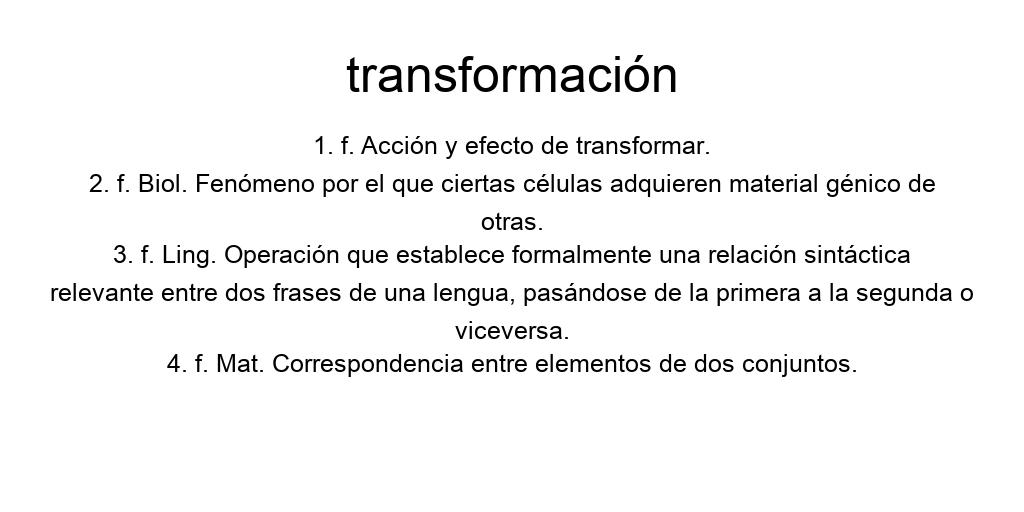 transformación
1. f. Acción y efecto de transformar.
2. f. Biol. Fenómeno por el que ciertas células adquieren material génico de
otras.
3. f. Ling. Operación que establece formalmente una relación sintáctica
relevante entre dos frases de una lengua, pasándose de la primera a la segunda o
viceversa.
4. f. Mat. Correspondencia entre elementos de dos conjuntos.